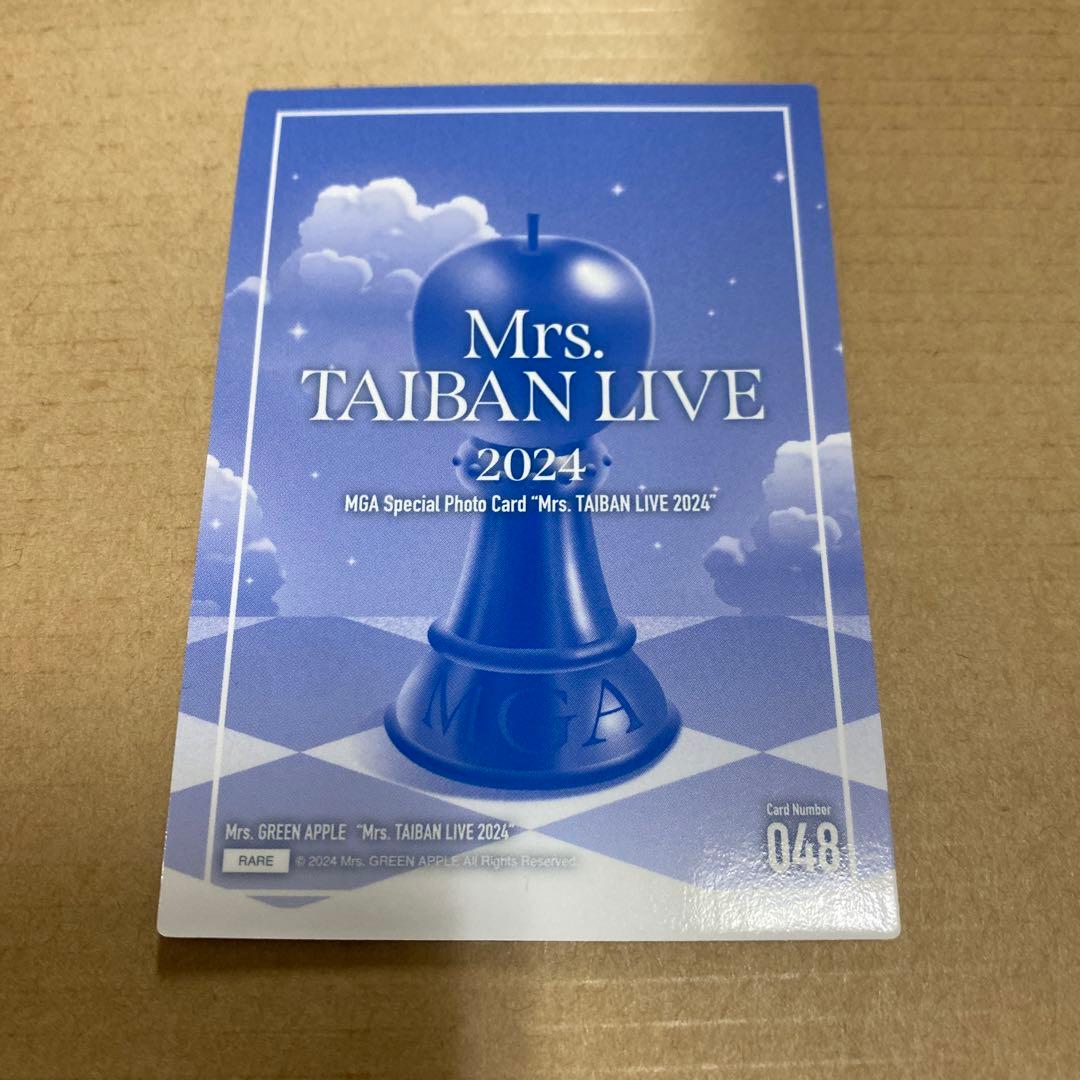 Mrs.
TAIBAN LIVE
2024
MGA Special Photo Card “Mrs. TAIBAN LIVE 2024”
MGA
Mrs. GREEN APPLE “Mrs. TAIBAN LIVE 2024”
RARE © 2024 Mrs. GREEN APPLE All Rights Reserved.
Card Number
048